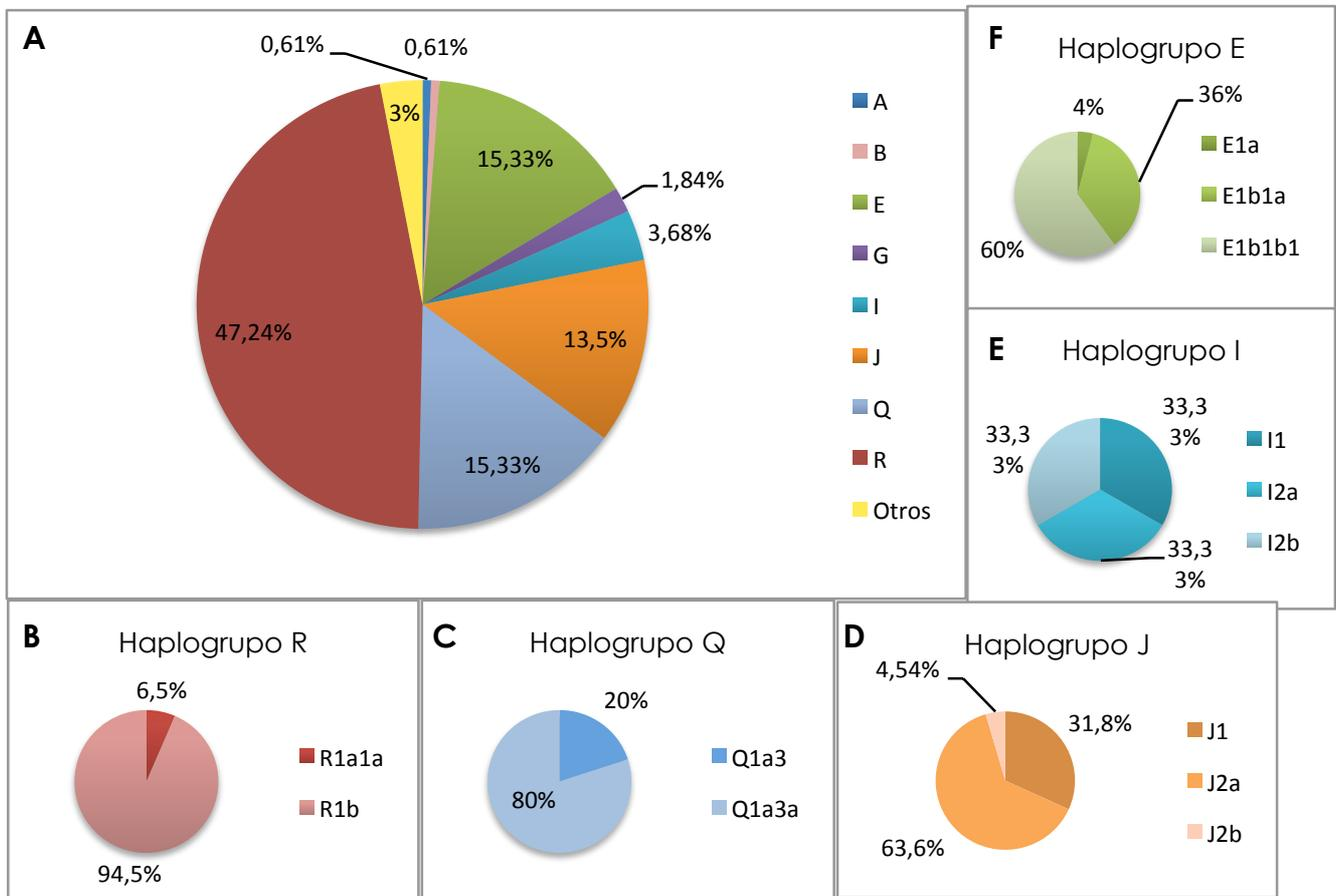 A
0,61%
0,61%
3%
15,33%
1,84%
3,68%
13,5%
15,33%
47,24%
A
B
E
G
I
J
Q
R
Otros
F
Haplogrupo E
4%
36%
60%
E1a
E1b1a
E1b1b1
E
Haplogrupo I
33,3
3%
33,3
3%
33,3
3%
I1
I2a
I2b
B
Haplogrupo R
6,5%
94,5%
R1a1a
R1b
C
Haplogrupo Q
20%
80%
Q1a3
Q1a3a
D
Haplogrupo J
4,54%
31,8%
63,6%
J1
J2a
J2b